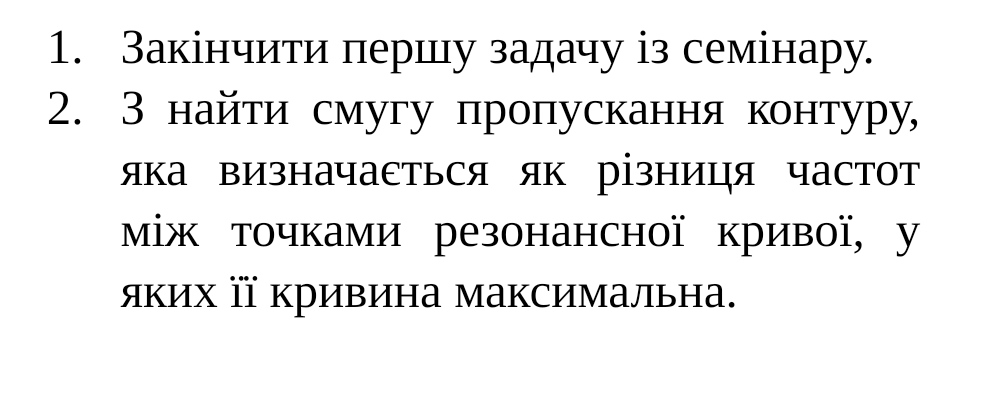 1. Закінчити першу задачу із семінару.
2. З найти смугу пропускання контуру,
яка визначається як різниця частот
між точками резонансної кривої, у
яких її кривина максимальна.